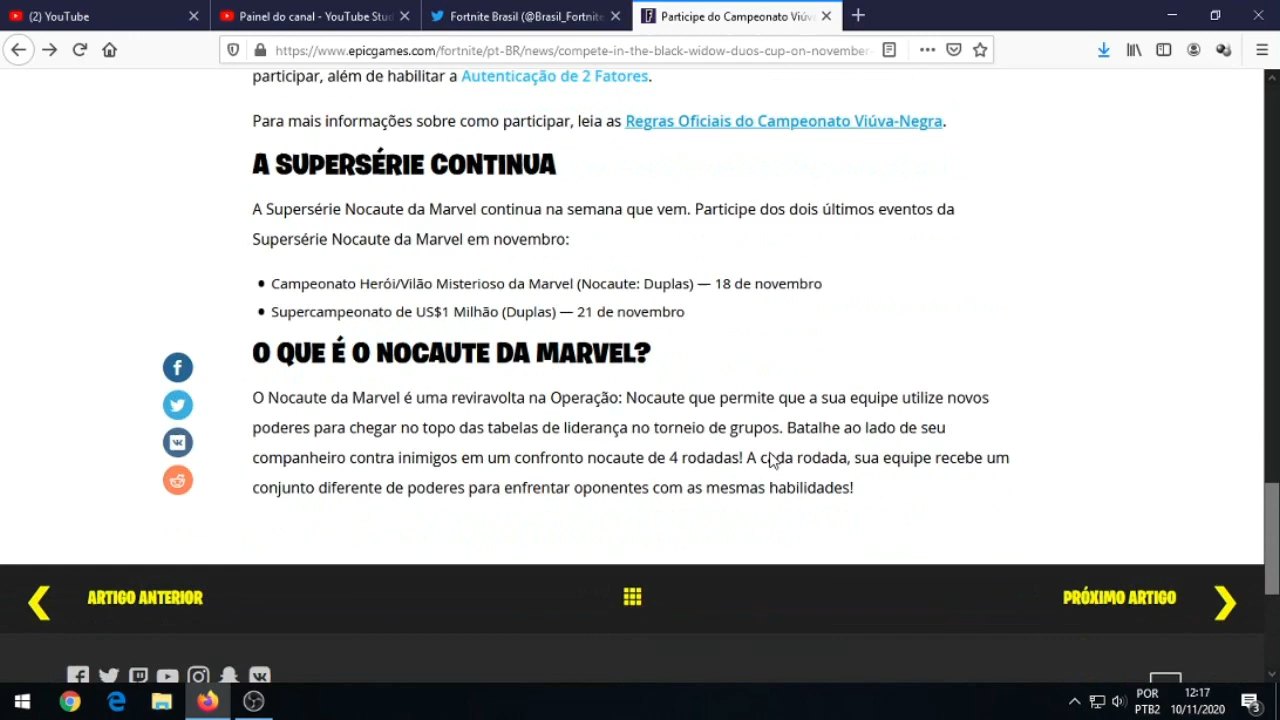 (2) YouTube
Painel do canal - YouTube Stud
Fortnite Brasil (@Brasil_Fortnite
Participe do Campeonato Viúv
https://www.epicgames.com/fortnite/pt-BR/news/compete-in-the-black-widow-duos-cup-on-november-
participar, além de habilitar a Autenticação de 2 Fatores.
Para mais informações sobre como participar, leia as Regras Oficiais do Campeonato Viúva-Negra.
A SUPERSÉRIE CONTINUA
A Supersérie Nocaute da Marvel continua na semana que vem. Participe dos dois últimos eventos da
Supersérie Nocaute da Marvel em novembro:
• Campeonato Herói/Vilão Misterioso da Marvel (Nocaute: Duplas) — 18 de novembro
• Supercampeonato de US$1 Milhão (Duplas) — 21 de novembro
O QUE É O NOCAUTE DA MARVEL?
O Nocaute da Marvel é uma reviravolta na Operação: Nocaute que permite que a sua equipe utilize novos
poderes para chegar no topo das tabelas de liderança no torneio de grupos. Batalhe ao lado de seu
companheiro contra inimigos em um confronto nocaute de 4 rodadas! A cada rodada, sua equipe recebe um
conjunto diferente de poderes para enfrentar oponentes com as mesmas habilidades!
ARTIGO ANTERIOR
PRÓXIMO ARTIGO
POR
PTB2
12:17
10/11/2020
3